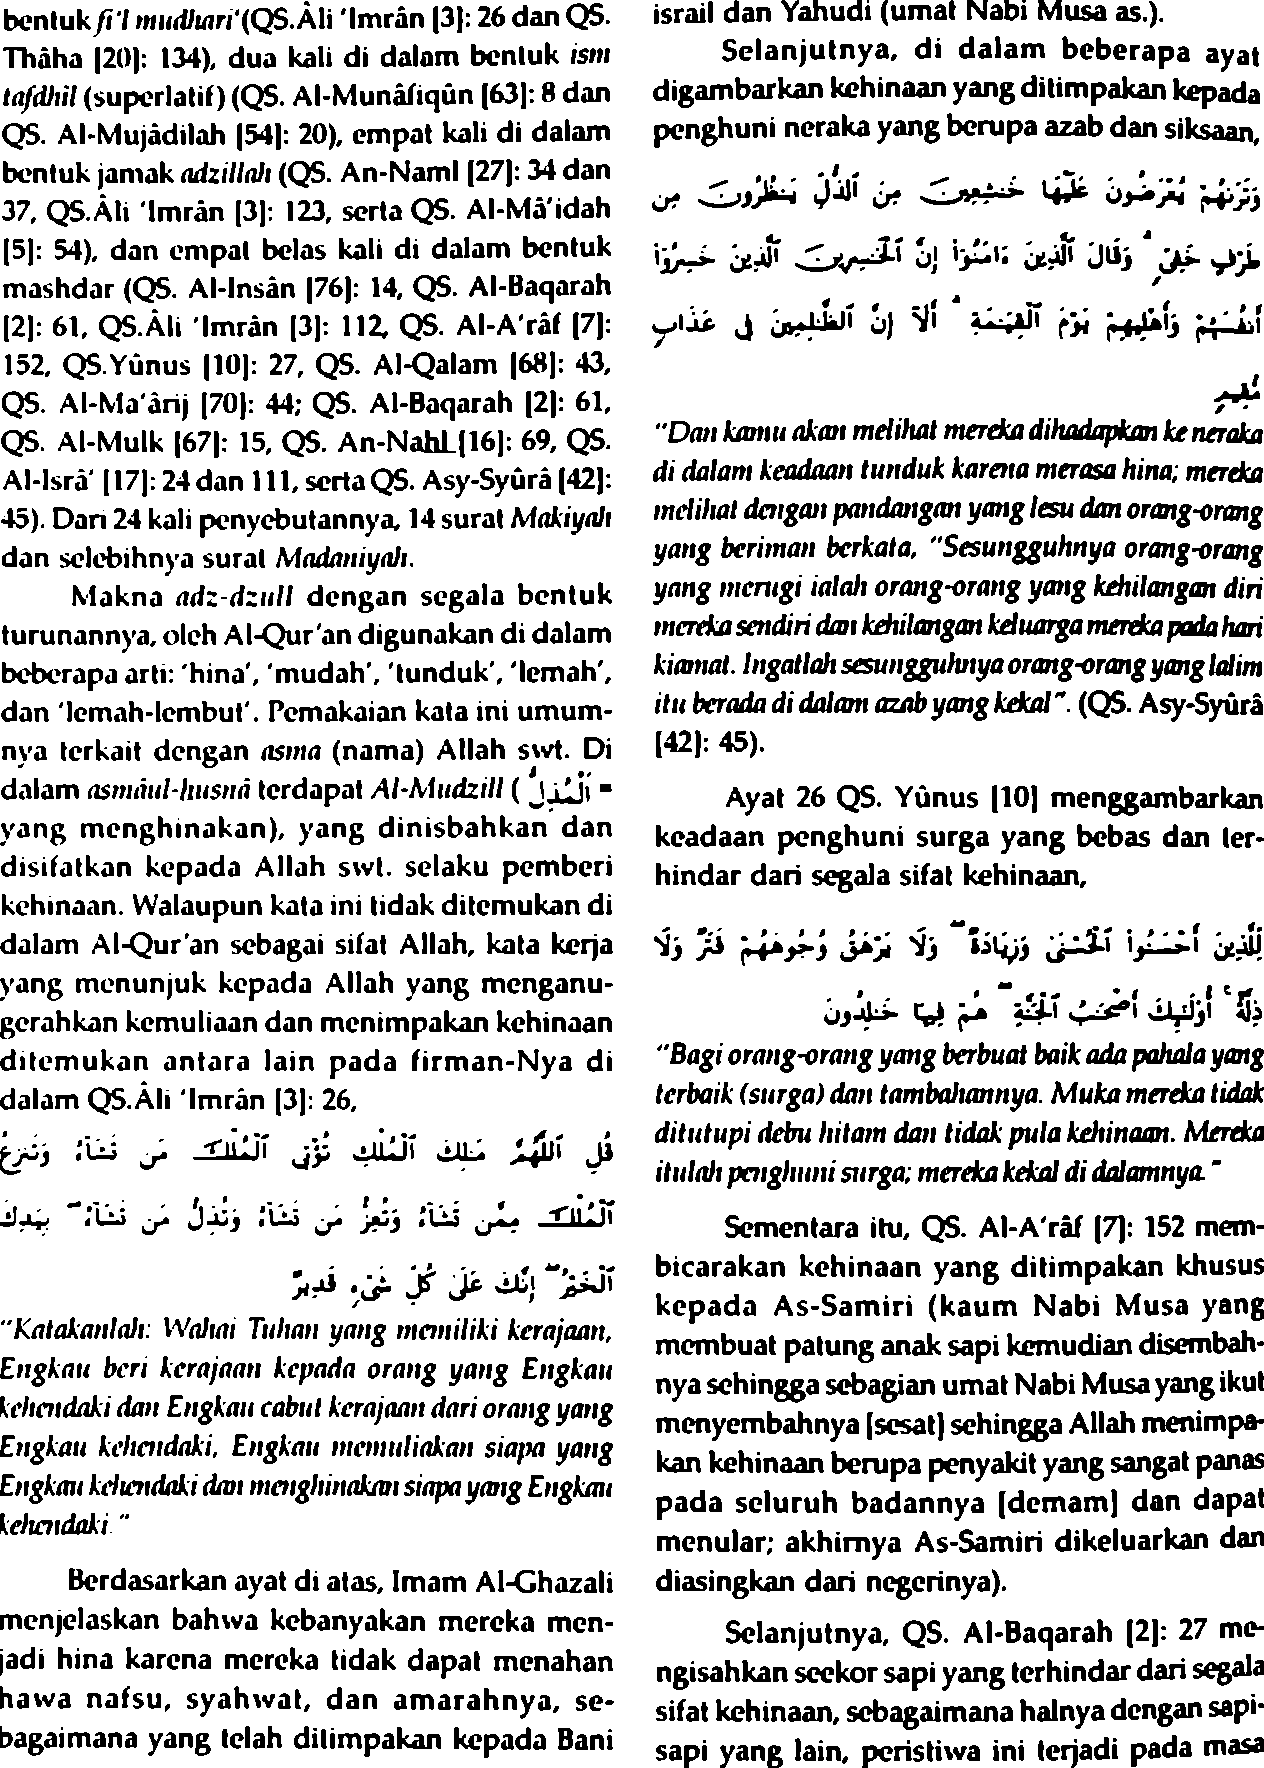 bentuk fi'l mudhari' (QS.Âli 'Imrân [3]: 26 dan QS.
Thâha [20]: 134), dua kali di dalam bentuk ism
tafdhil (superlatif) (QS. Al-Munâfiqûn [63]: 8 dan
QS. Al-Mujâdilah [54]: 20), empat kali di dalam
bentuk jamak adzillah (QS. An-Naml [27]: 34 dan
37, QS.Âli 'Imrân [3]: 123, serta QS. Al-Mâ'idah
[5]: 54), dan empat belas kali di dalam bentuk
mashdar (QS. Al-Insân [76]: 14, QS. Al-Baqarah
[2]: 61, QS.Âli 'Imrân [3]: 112, QS. Al-A'râf [7]:
152, QS.Yûnus [10]: 27, QS. Al-Qalam [68]: 43,
QS. Al-Ma'ârij [70]: 44; QS. Al-Baqarah [2]: 61,
QS. Al-Mulk [67]: 15, QS. An-Nahl [16]: 69, QS.
Al-Isrâ' [17]: 24 dan 111, serta QS. Asy-Syûrâ [42]:
45). Dari 24 kali penyebutannya, 14 surat Makiyah
dan selebihnya surat Madaniyah.
Makna adz-dzull dengan segala bentuk
turunannya, oleh Al-Qur'an digunakan di dalam
beberapa arti: 'hina', 'mudah', 'tunduk', 'lemah',
dan 'lemah-lembut'. Pemakaian kata ini umum-
nya terkait dengan asma (nama) Allah swt. Di
dalam asmâul-husnâ terdapat Al-Mudzill (اَلْمُذِلُّ =
yang menghinakan), yang dinisbahkan dan
disifatkan kepada Allah swt. selaku pemberi
kehinaan. Walaupun kata ini tidak ditemukan di
dalam Al-Qur'an sebagai sifat Allah, kata kerja
yang menunjuk kepada Allah yang menganu-
gerahkan kemuliaan dan menimpakan kehinaan
ditemukan antara lain pada firman-Nya di
dalam QS.Âli 'Imrân [3]: 26,
قُلِ ٱللَّهُمَّ مَـٰلِكَ ٱلْمُلْكِ تُؤْتِى ٱلْمُلْكَ مَن تَشَآءُ وَتَنزِعُ
ٱلْمُلْكَ مِمَّن تَشَآءُ وَتُعِزُّ مَن تَشَآءُ وَتُذِلُّ مَن تَشَآءُ ۖ بِيَدِكَ
ٱلْخَيْرُ ۖ إِنَّكَ عَلَىٰ كُلِّ شَىْءٍ قَدِيرٌ
"Katakanlah: Wahai Tuhan yang memiliki kerajaan,
Engkau beri kerajaan kepada orang yang Engkau
kehendaki dan Engkau cabut kerajaan dari orang yang
Engkau kehendaki, Engkau memuliakan siapa yang
Engkau kehendaki dan menghinakan siapa yang Engkau
kehendaki."
Berdasarkan ayat di atas, Imam Al-Ghazali
menjelaskan bahwa kebanyakan mereka men-
jadi hina karena mereka tidak dapat menahan
hawa nafsu, syahwat, dan amarahnya, se-
bagaimana yang telah ditimpakan kepada Bani
israil dan Yahudi (umat Nabi Musa as.).
Selanjutnya, di dalam beberapa ayat
digambarkan kehinaan yang ditimpakan kepada
penghuni neraka yang berupa azab dan siksaan,
وَتَرَىٰهُمْ يُعْرَضُونَ عَلَيْهَا خَـٰشِعِينَ مِنَ ٱلذُّلِّ يَنظُرُونَ مِن
طَرْفٍ خَفِىٍّ ۗ وَقَالَ ٱلَّذِينَ ءَامَنُوٓا۟ إِنَّ ٱلْخَـٰسِرِينَ ٱلَّذِينَ خَسِرُوٓا۟
أَنفُسَهُمْ وَأَهْلِيهِمْ يَوْمَ ٱلْقِيَـٰمَةِ ۗ أَلَآ إِنَّ ٱلظَّـٰلِمِينَ فِى عَذَابٍ
مُّقِيمٍ
"Dan kamu akan melihat mereka dihadapkan ke neraka
di dalam keadaan tunduk karena merasa hina; mereka
melihat dengan pandangan yang lesu dan orang-orang
yang beriman berkata, "Sesungguhnya orang-orang
yang merugi ialah orang-orang yang kehilangan diri
mereka sendiri dan kehilangan keluarga mereka pada hari
kiamat. Ingatlah sesungguhnya orang-orang yang lalim
itu berada di dalam azab yang kekal". (QS. Asy-Syûrâ
[42]: 45).
Ayat 26 QS. Yûnus [10] menggambarkan
keadaan penghuni surga yang bebas dan ter-
hindar dari segala sifat kehinaan,
لِّلَّذِينَ أَحْسَنُوا۟ ٱلْحُسْنَىٰ وَزِيَادَةٌ ۖ وَلَا يَرْهَقُ وُجُوهَهُمْ قَتَرٌ وَلَا
ذِلَّةٌ ۚ أُو۟لَـٰٓئِكَ أَصْحَـٰبُ ٱلْجَنَّةِ ۖ هُمْ فِيهَا خَـٰلِدُونَ
"Bagi orang-orang yang berbuat baik ada pahala yang
terbaik (surga) dan tambahannya. Muka mereka tidak
ditutupi debu hitam dan tidak pula kehinaan. Mereka
itulah penghuni surga; mereka kekal di dalamnya."
Sementara itu, QS. Al-A'râf [7]: 152 mem-
bicarakan kehinaan yang ditimpakan khusus
kepada As-Samiri (kaum Nabi Musa yang
membuat patung anak sapi kemudian disembah-
nya sehingga sebagian umat Nabi Musa yang ikut
menyembahnya [sesat] sehingga Allah menimpa-
kan kehinaan berupa penyakit yang sangat panas
pada seluruh badannya [demam] dan dapat
menular; akhirnya As-Samiri dikeluarkan dan
diasingkan dari negerinya).
Selanjutnya, QS. Al-Baqarah [2]: 27 me-
ngisahkan seekor sapi yang terhindar dari segala
sifat kehinaan, sebagaimana halnya dengan sapi-
sapi yang lain, peristiwa ini terjadi pada masa